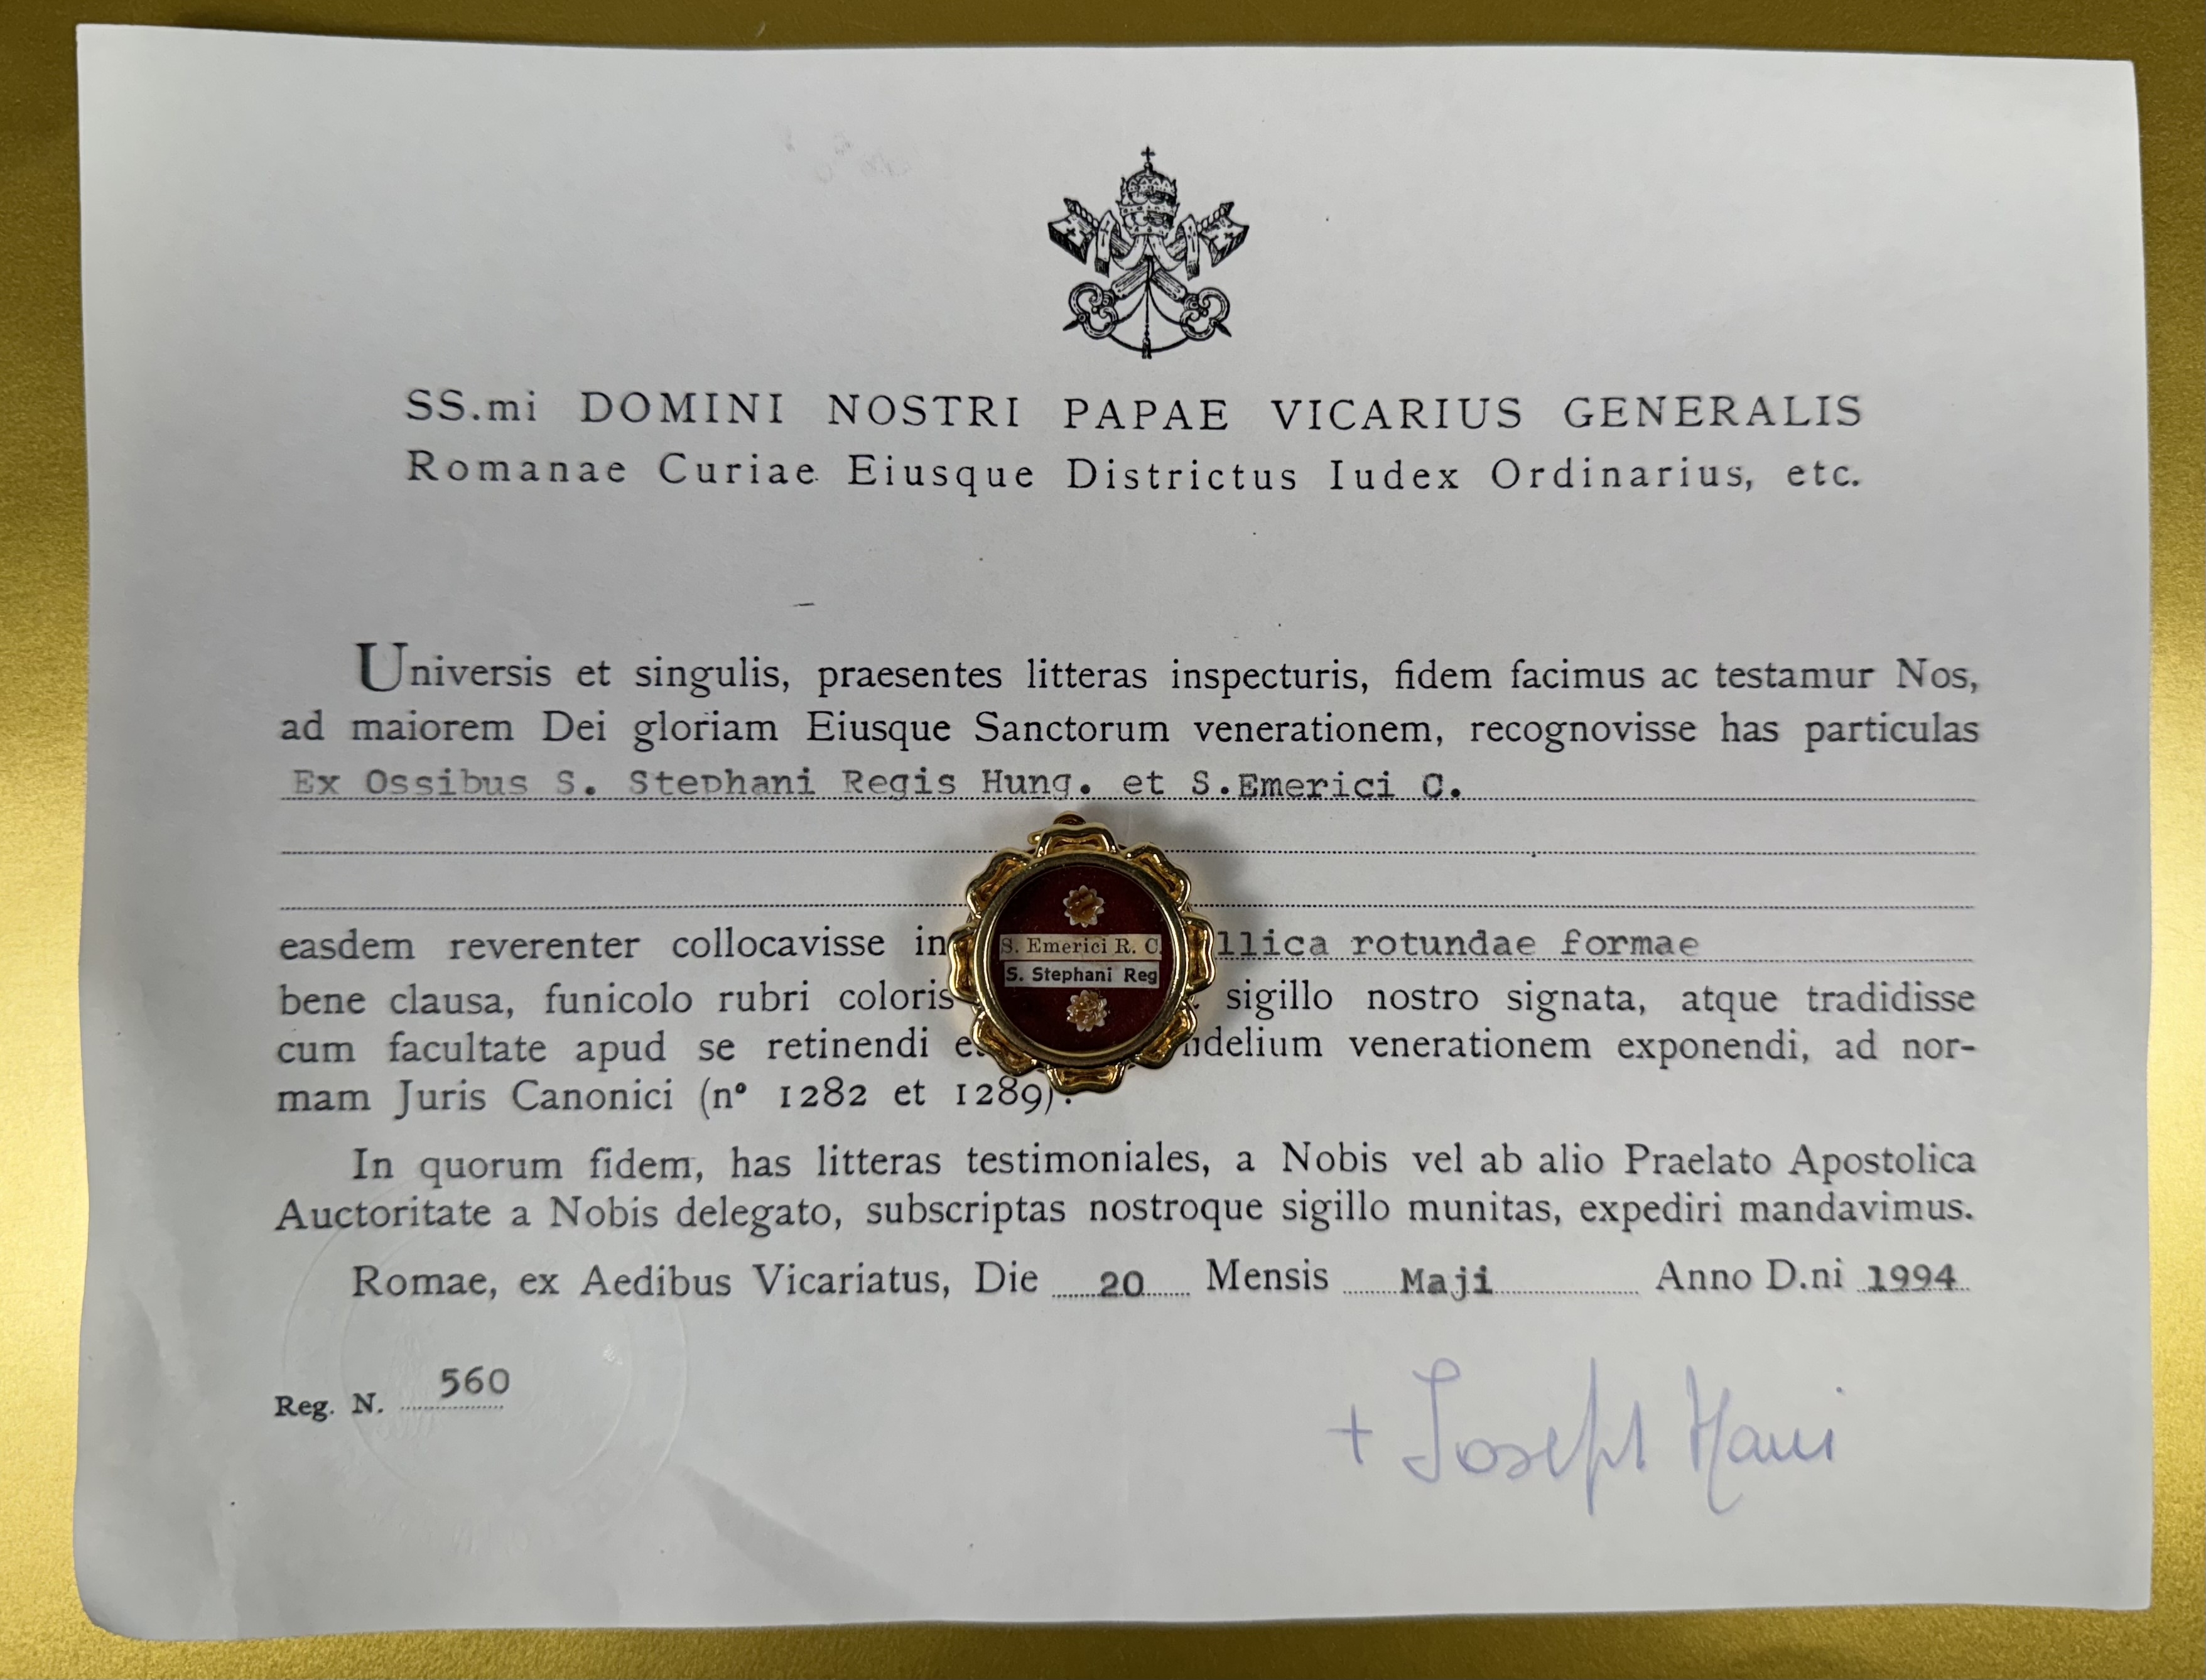 SS.mi DOMINI NOSTRI PAPAE VICARIUS GENERALIS
Romanae Curiae Eiusque Districtus Iudex Ordinarius, etc.
Universis et singulis, praesentes litteras inspecturis, fidem facimus ac testamur Nos,
ad maiorem Dei gloriam Eiusque Sanctorum venerationem, recognovisse has particulas
Ex Ossibus S. Stephani Regis Hung. et S.Emerici C.
easdem reverenter collocavisse in llica rotundae formae
S. Emerici R. C.
S. Stephani Reg
bene clausa, funicolo rubri coloris sigillo nostro signata, atque tradidisse
cum facultate apud se retinendi delium venerationem exponendi, ad nor-
mam Juris Canonici (nº 1282 et 1289).
In quorum fidem, has litteras testimoniales, a Nobis vel ab alio Praelato Apostolica
Auctoritate a Nobis delegato, subscriptas nostroque sigillo munitas, expediri mandavimus.
Romae, ex Aedibus Vicariatus, Die 20 Mensis Maji Anno D.ni 1994
Reg. N. 560
+ Joseph